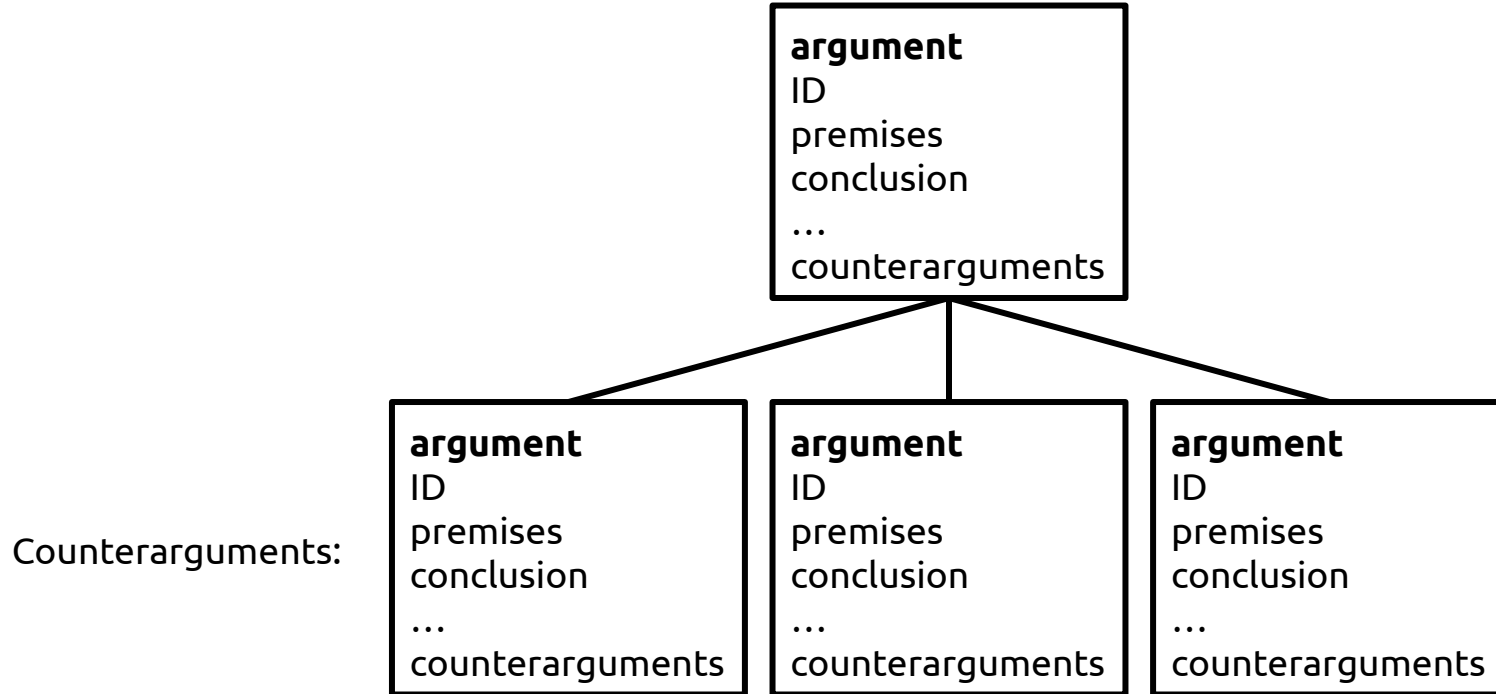 argument
ID
premises
conclusion
…
counterarguments
Counterarguments:
argument
ID
premises
conclusion
…
counterarguments
argument
ID
premises
conclusion
…
counterarguments
argument
ID
premises
conclusion
…
counterarguments